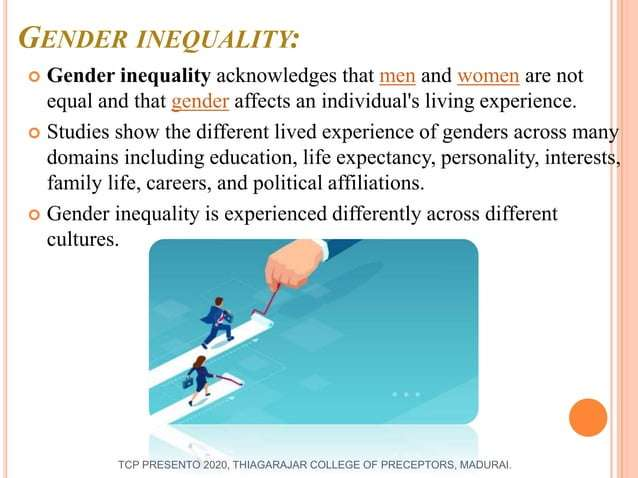 GENDER INEQUALITY:
Gender inequality acknowledges that men and women are not
equal and that gender affects an individual's living experience.
Studies show the different lived experience of genders across many
domains including education, life expectancy, personality, interests,
family life, careers, and political affiliations.
Gender inequality is experienced differently across different
cultures.
TCP PRESENTO 2020, THIAGARAJAR COLLEGE OF PRECEPTORS, MADURAI.